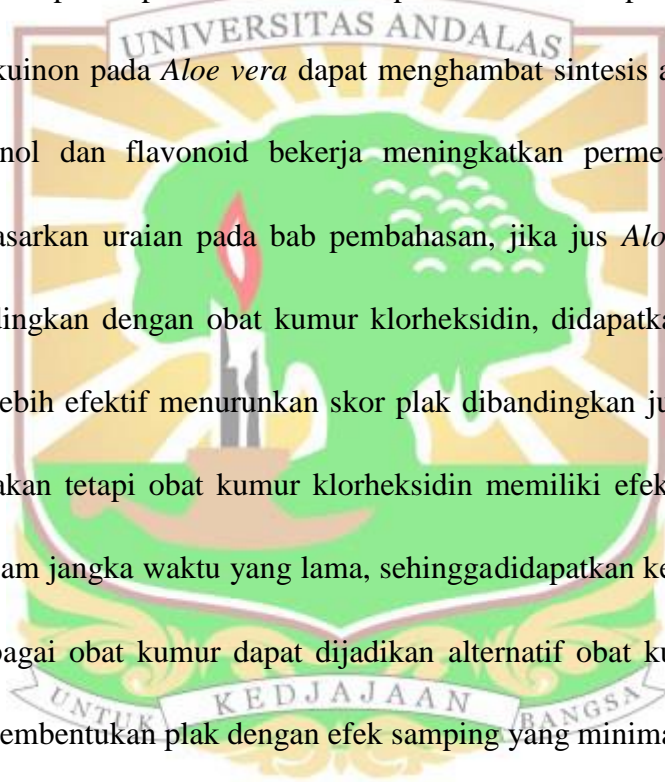 UNIVERSITAS ANDALAS
kuinon pada Aloe vera dapat menghambat sintesis a
nol dan flavonoid bekerja meningkatkan perme
asarkan uraian pada bab pembahasan, jika jus Alo
dingkan dengan obat kumur klorheksidin, didapatka
lebih efektif menurunkan skor plak dibandingkan ju
akan tetapi obat kumur klorheksidin memiliki efek
am jangka waktu yang lama, sehinggadidapatkan ke
bagai obat kumur dapat dijadikan alternatif obat ku
UNTUK KEDJAJAAN BANGSA
embentukan plak dengan efek samping yang minima